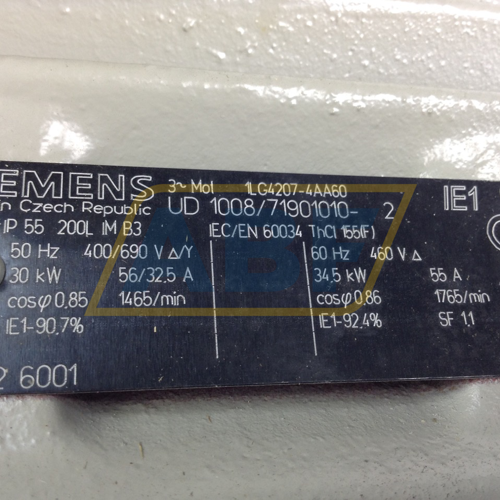 EMENS 3~ Mot 1LG4207-4AA60 IE1
n Czech Republic UD 1008/71901010- 2
IP 55 200L IM B3 IEC/EN 60034 ThCl 155(F)
50 Hz 400/690 V Δ/Y 60 Hz 460 V Δ
30 kW 56/32,5 A 34,5 kW 55 A
cosφ 0,85 1465/min cosφ 0,86 1765/min
IE1-90,7% IE1-92,4% SF 1,1
6001